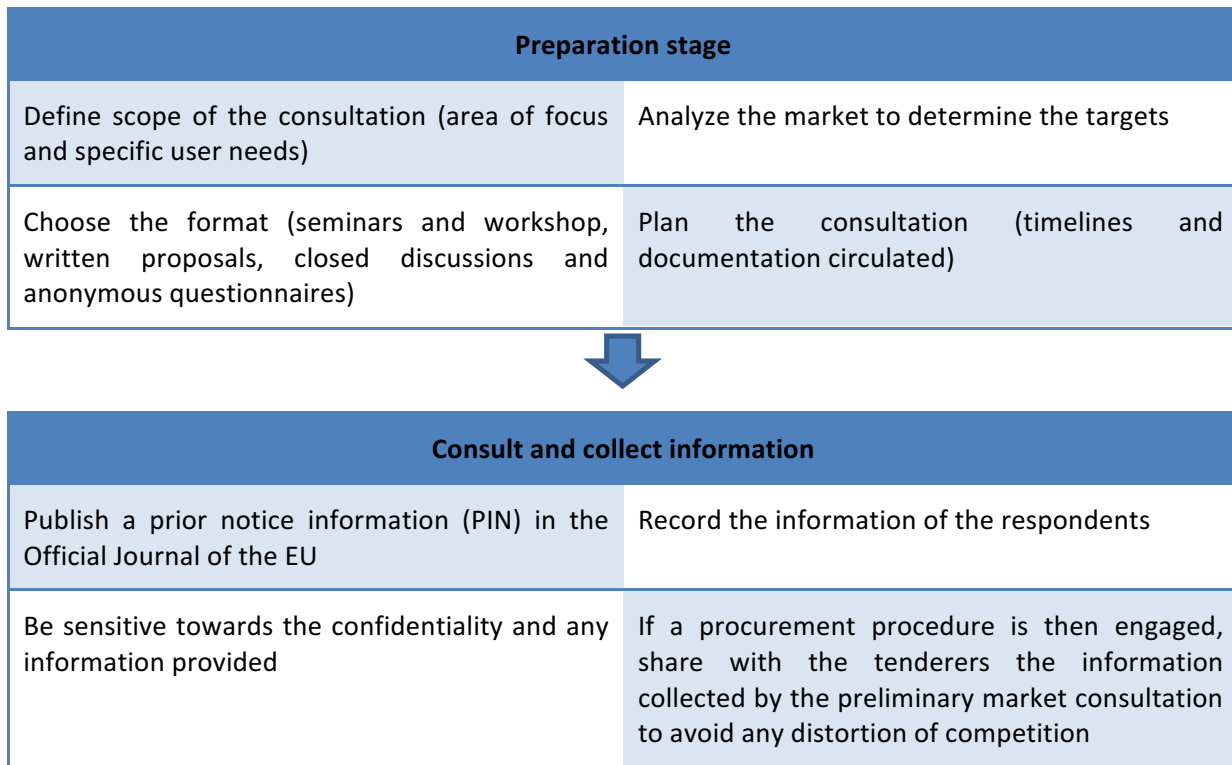 Preparation stage
Define scope of the consultation (area of focus
and specific user needs)
Analyze the market to determine the targets
Choose the format (seminars and workshop,
written proposals, closed discussions and
anonymous questionnaires)
Plan the consultation (timelines and
documentation circulated)
Consult and collect information
Publish a prior notice information (PIN) in the
Official Journal of the EU
Record the information of the respondents
Be sensitive towards the confidentiality and any
information provided
If a procurement procedure is then engaged,
share with the tenderers the information
collected by the preliminary market consultation
to avoid any distortion of competition